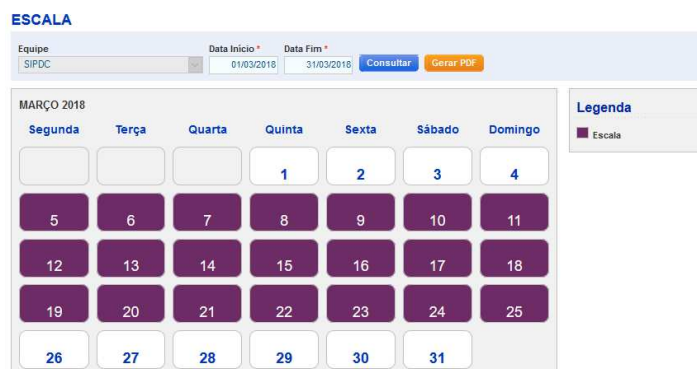 ESCALA
Equipe Data Início * Data Fim *
SIPDC 01/03/2018 31/03/2018 Consultar Gerar PDF
MARÇO 2018
Segunda Terça Quarta Quinta Sexta Sábado Domingo
1 2 3 4
5 6 7 8 9 10 11
12 13 14 15 16 17 18
19 20 21 22 23 24 25
26 27 28 29 30 31
Legenda
Escala